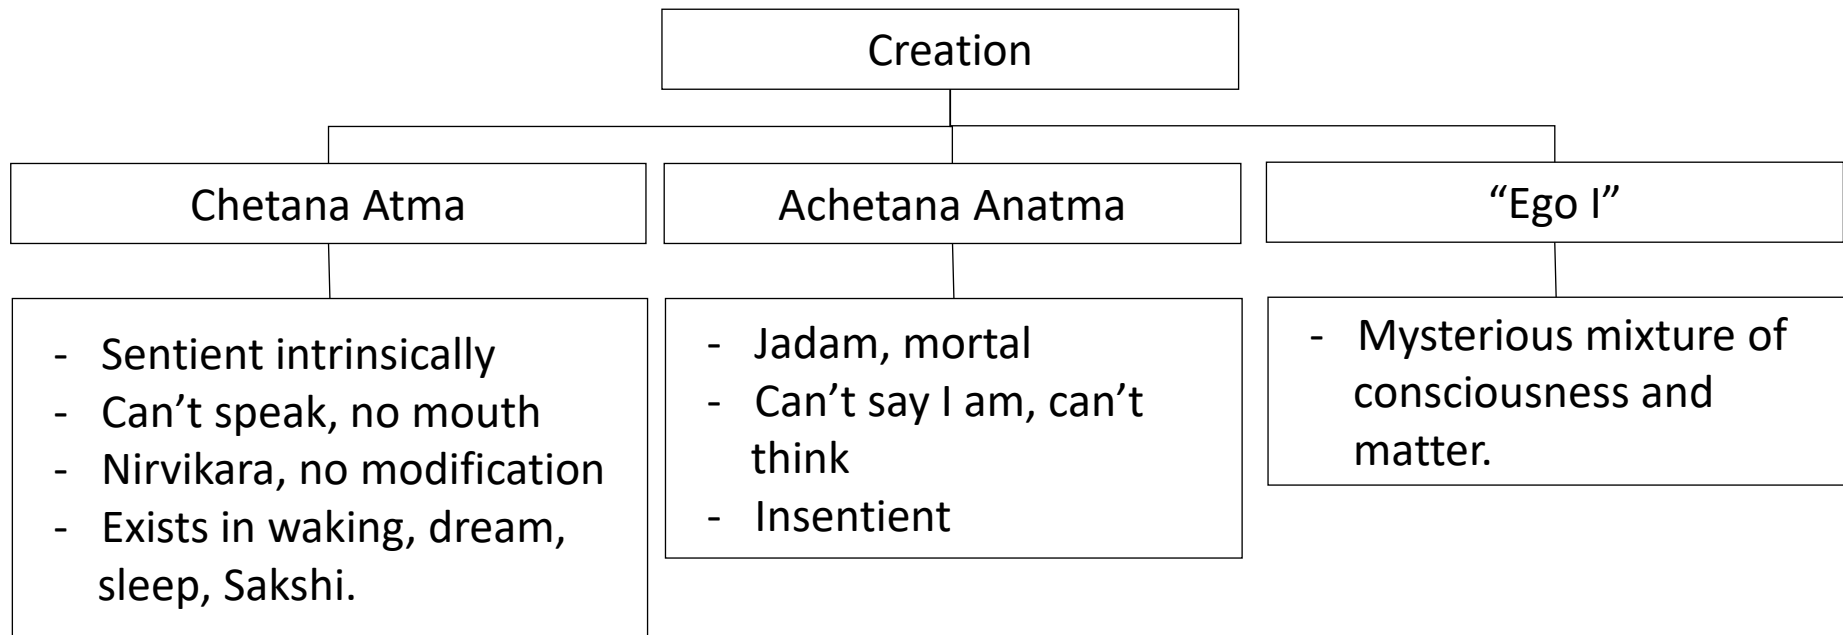 Creation
Chetana Atma
Achetana Anatma
“Ego I”
- Sentient intrinsically
- Can’t speak, no mouth
- Nirvikara, no modification
- Exists in waking, dream,
sleep, Sakshi.
- Jadam, mortal
- Can’t say I am, can’t
think
- Insentient
- Mysterious mixture of
consciousness and
matter.